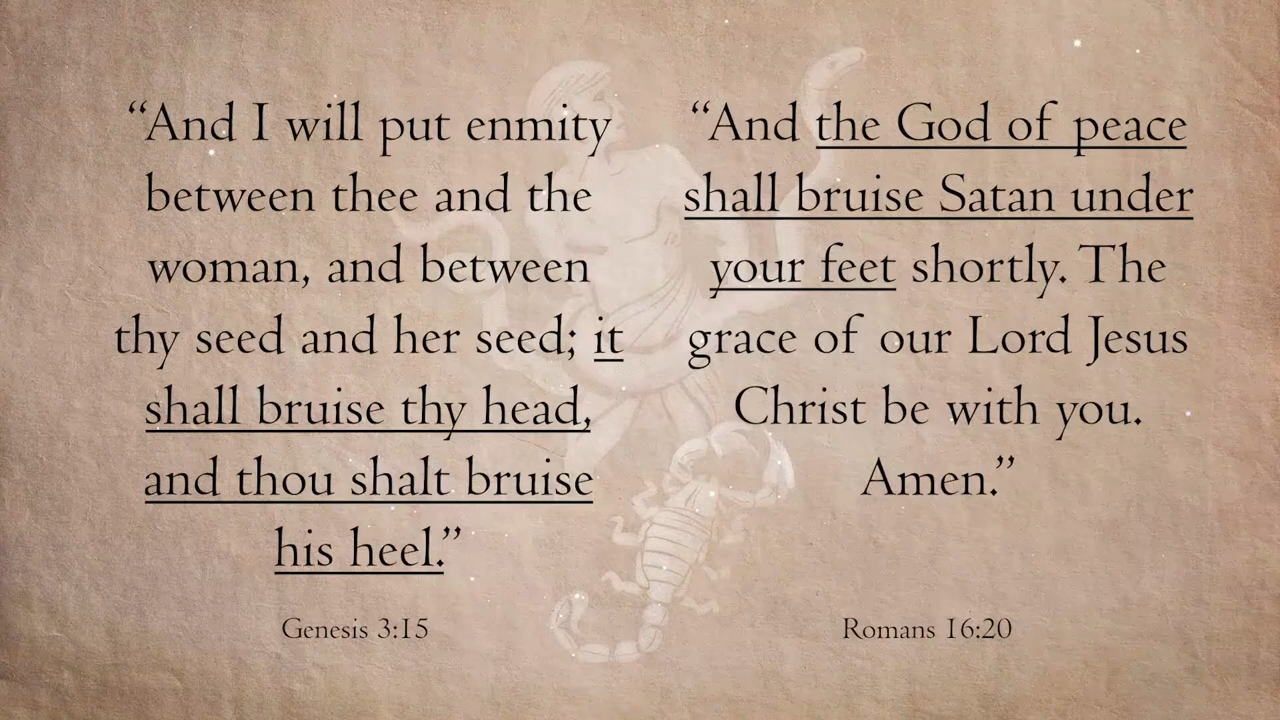 “And I will put enmity
between thee and the
woman, and between
thy seed and her seed; it
shall bruise thy head,
and thou shalt bruise
his heel.”
Genesis 3:15
“And the God of peace
shall bruise Satan under
your feet shortly. The
grace of our Lord Jesus
Christ be with you.
Amen.”
Romans 16:20